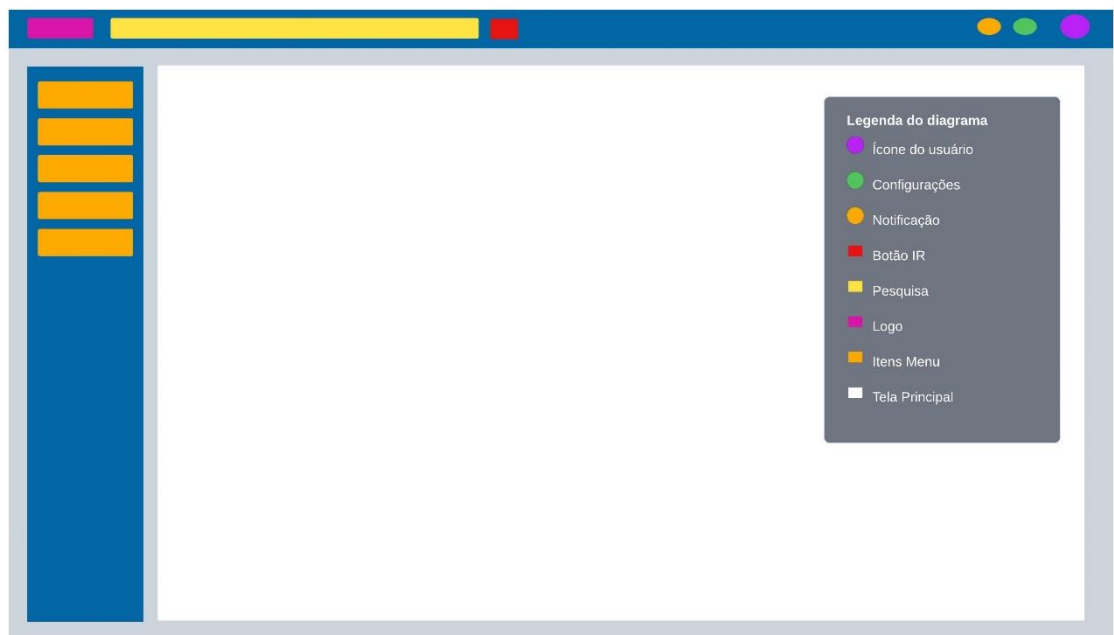 Legenda do diagrama
Ícone do usuário
Configurações
Notificação
Botão IR
Pesquisa
Logo
Itens Menu
Tela Principal